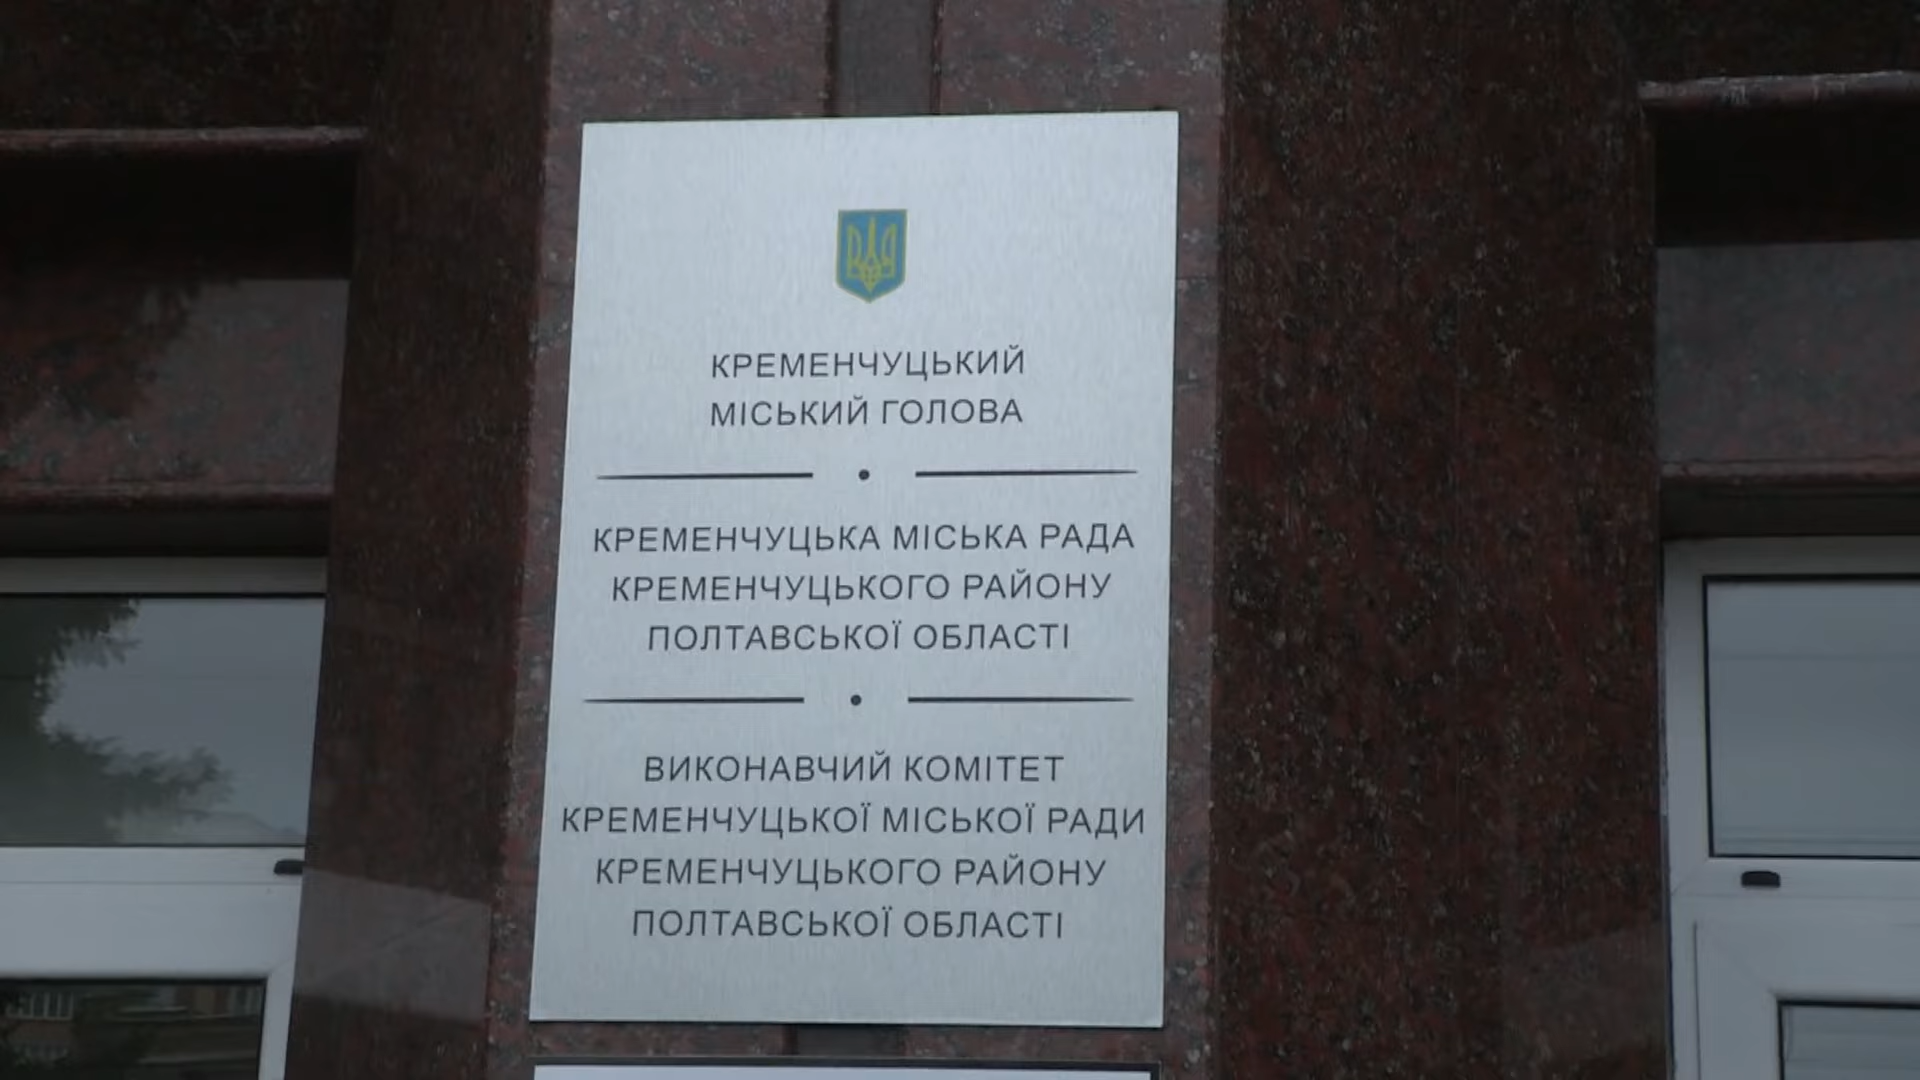 КРЕМЕНЧУЦЬКИЙ
МІСЬКИЙ ГОЛОВА
КРЕМЕНЧУЦЬКА МІСЬКА РАДА
КРЕМЕНЧУЦЬКОГО РАЙОНУ
ПОЛТАВСЬКОЇ ОБЛАСТІ
ВИКОНАВЧИЙ КОМІТЕТ
КРЕМЕНЧУЦЬКОЇ МІСЬКОЇ РАДИ
КРЕМЕНЧУЦЬКОГО РАЙОНУ
ПОЛТАВСЬКОЇ ОБЛАСТІ